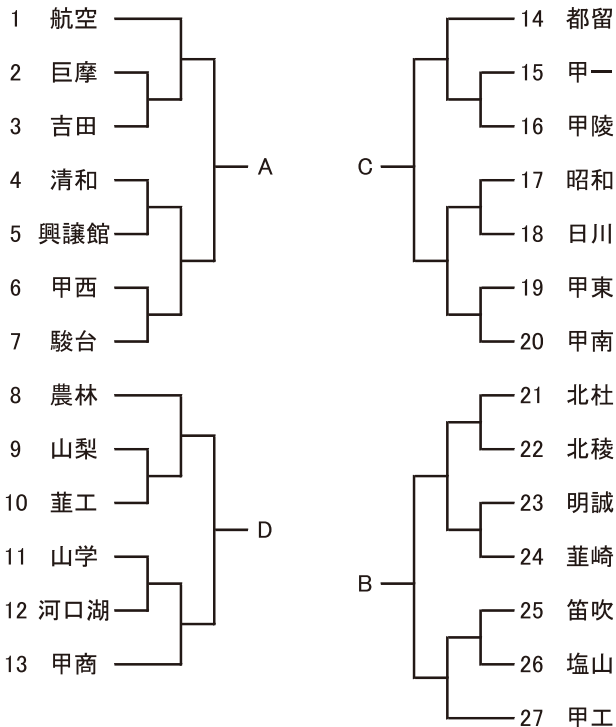 1 航空
2 巨摩
3 吉田
4 清和
5 興譲館
6 甲西
7 駿台
A
8 農林
9 山梨
10 韮工
11 山学
12 河口湖
13 甲商
D
14 都留
15 甲一
16 甲陵
17 昭和
18 日川
19 甲東
20 甲南
C
21 北杜
22 北稜
23 明誠
24 韮崎
25 笛吹
26 塩山
27 甲工
B